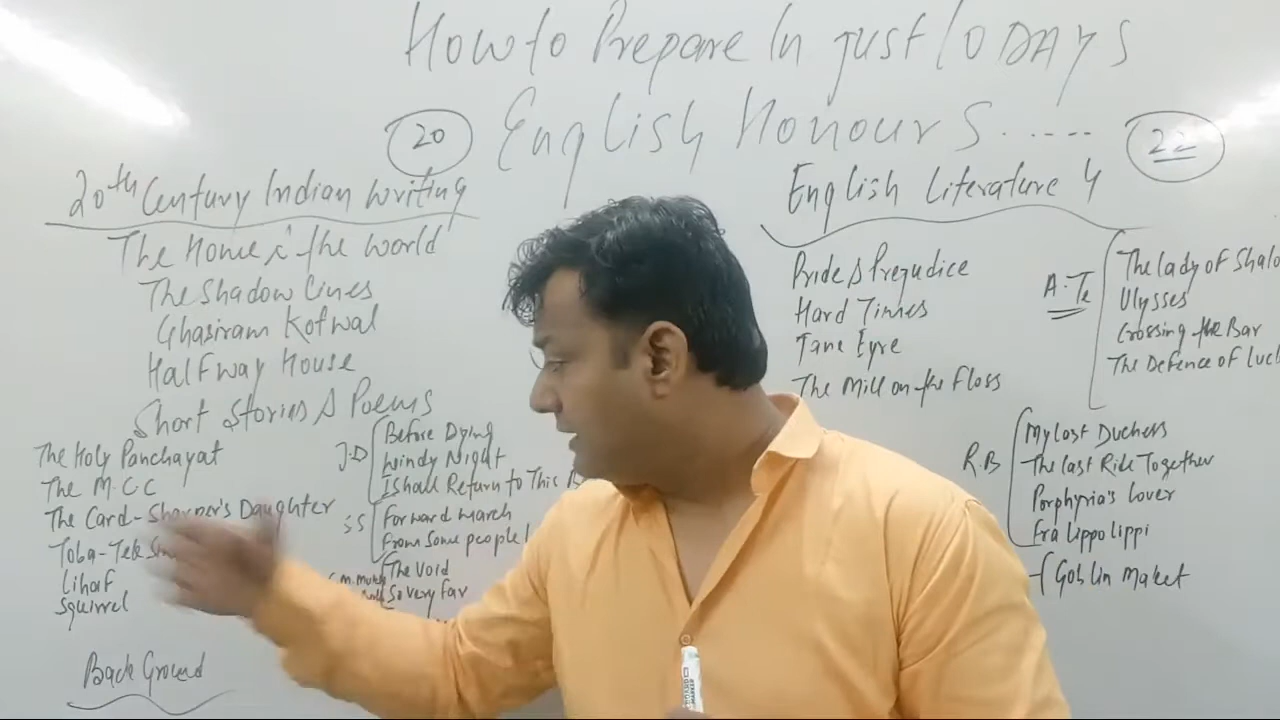 How to Prepare In just 10 DAYS
20 English Honours..... 22
20th Century Indian Writing
The Home & the World
The Shadow Lines
Ghasiram Kotwal
Halfway House
Short Stories & Poems
The Holy Panchayat
The M.C.C
The Card-Sharper's Daughter
Toba-Tek
Lihaf
Squirrel
Back Ground
J.D
Before Dying
Windy Night
I Shall Return to This B
S.S
Forward March
From Some people
G.M. Mukti
The Void
So very far
English Literature 4
Pride & Prejudice
Hard Times
Jane Eyre
The Mill on the Floss
A.Te
The Lady of Shalo
Ulysses
Crossing the Bar
The Defence of Luc
R.B
My Last Duchess
The Last Ride Together
Porphyria's Lover
Fra Lippo Lippi
Goblin Maket